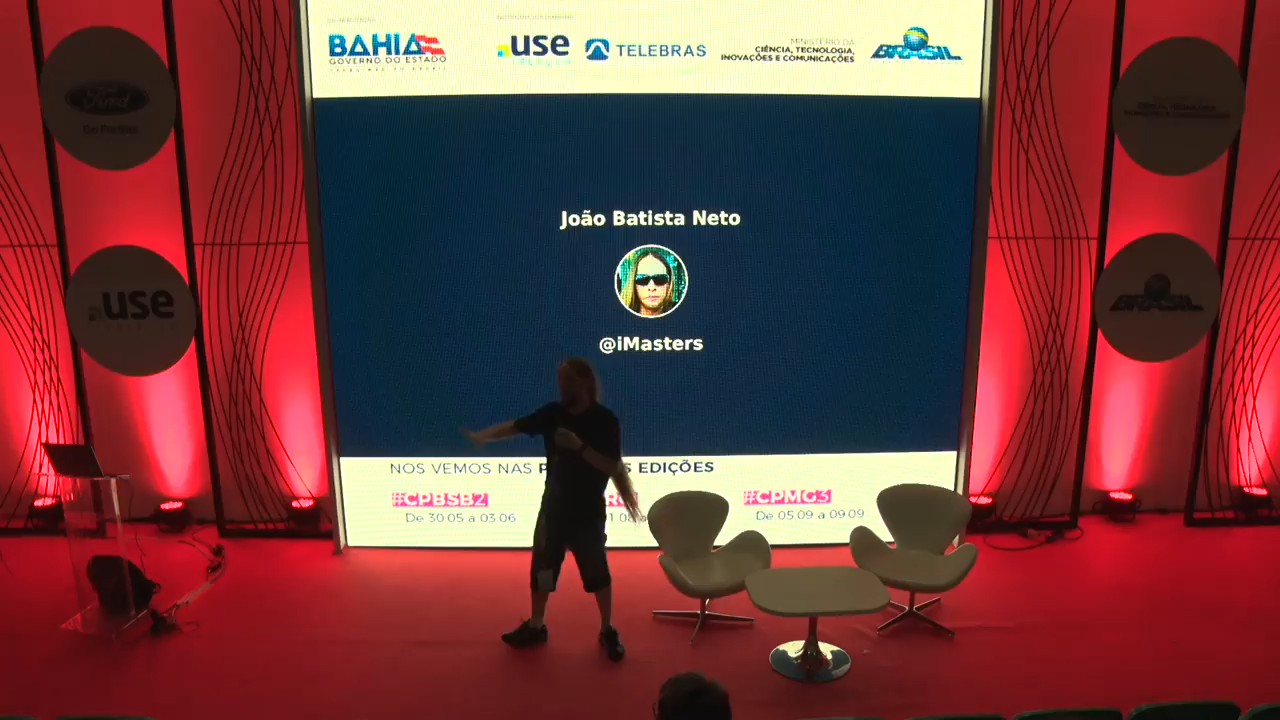 BAHIA
GOVERNO DO ESTADO
use
TELEBRAS
MINISTÉRIO DA
CIÊNCIA, TECNOLOGIA,
INOVAÇÕES E COMUNICAÇÕES
BRASIL
Ford
use
BRASIL
João Batista Neto
@iMasters
NOS VEMOS NAS EDIÇÕES
#CPBSB2
De 30.05 a 03.06
#CPMG3
De 05.09 a 09.09